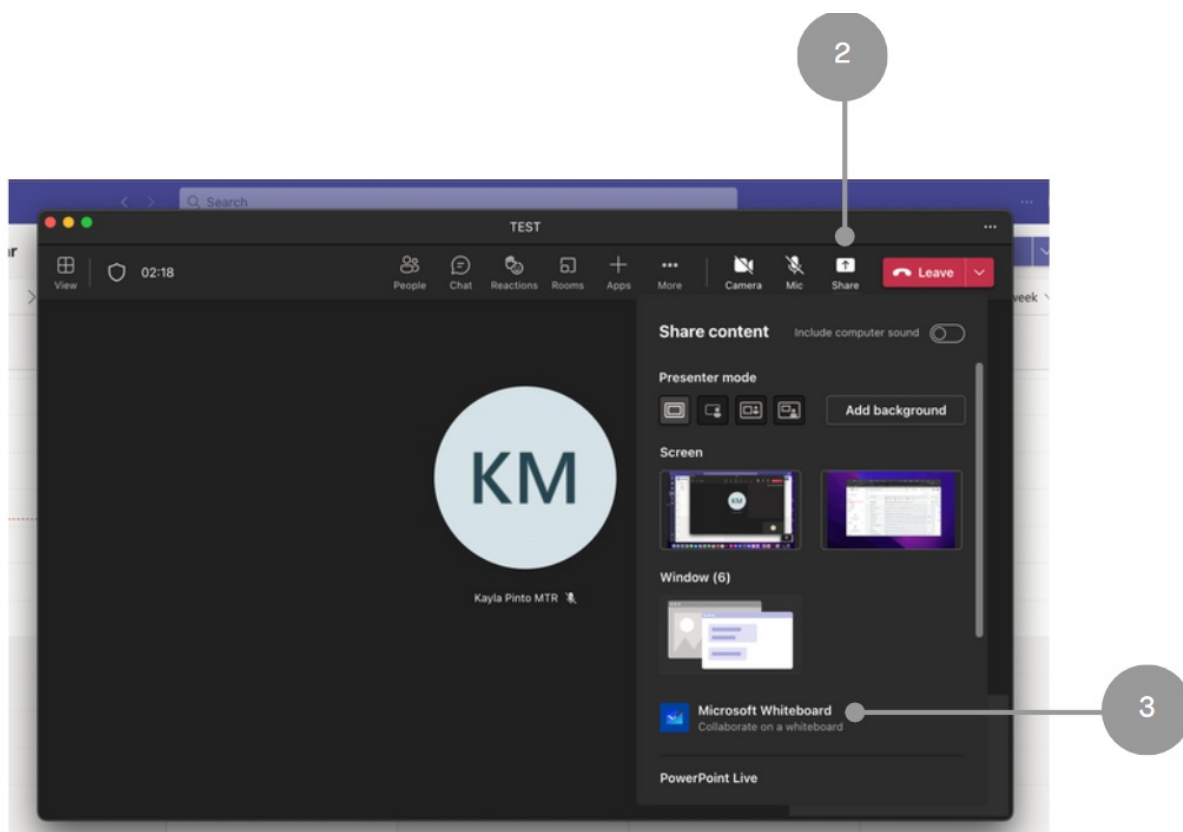 2
Search
TEST
View
02:18
People
Chat
Reactions
Rooms
Apps
More
Camera
Mic
Share
Leave
Share content
Include computer sound
Presenter mode
Add background
Screen
KM
KM
Window (6)
Kayla Pinto MTR
Microsoft Whiteboard
Collaborate on a whiteboard
3
PowerPoint Live